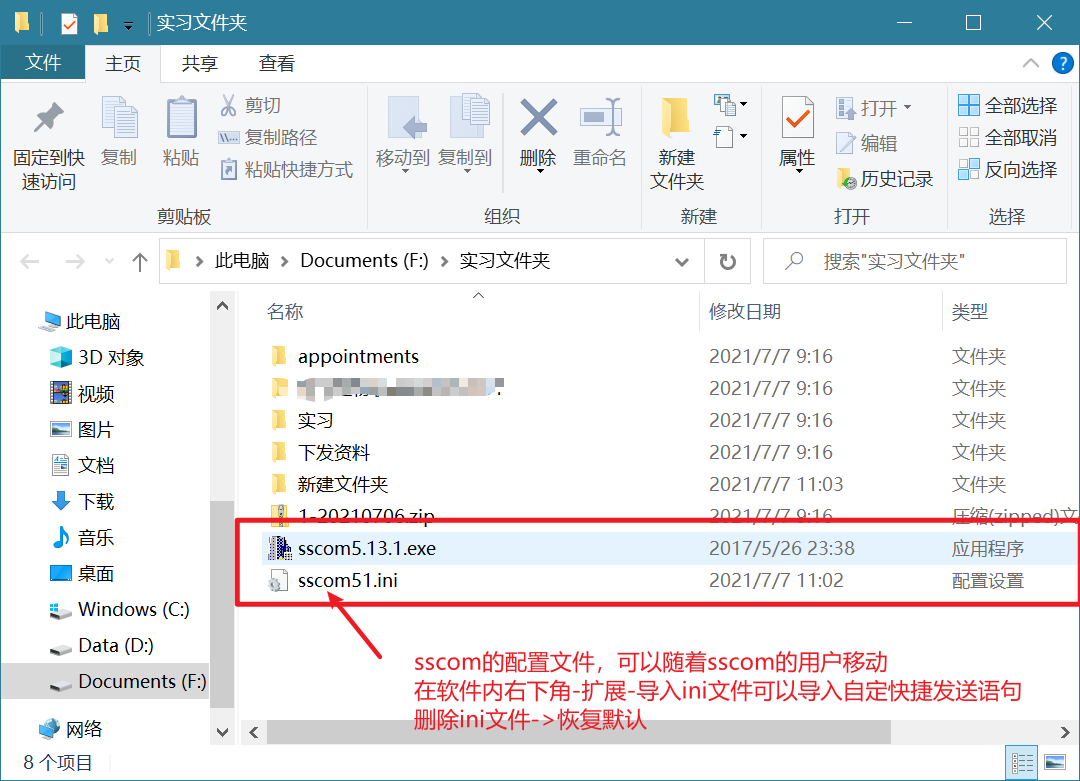 实习文件夹
文件 主页 共享 查看
固定到快速访问
复制
粘贴
剪切
复制路径
粘贴快捷方式
剪贴板
移动到 复制到 删除 重命名
组织
新建文件夹
新建
属性
打开
编辑
历史记录
打开
全部选择
全部取消
反向选择
选择
此电脑 > Documents (F:) > 实习文件夹
搜索"实习文件夹"
此电脑
3D 对象
视频
图片
文档
下载
音乐
桌面
Windows (C:)
Data (D:)
Documents (F:)
网络
名称 修改日期 类型
appointments 2021/7/7 9:16 文件夹
2021/7/7 9:16 文件夹
实习 2021/7/7 9:16 文件夹
下发资料 2021/7/7 9:16 文件夹
新建文件夹 2021/7/7 11:03 文件夹
1-20210706.zip 2021/7/7 9:16 压缩(zipped)文
sscom5.13.1.exe 2017/5/26 23:38 应用程序
sscom51.ini 2021/7/7 11:02 配置设置
sscom的配置文件，可以随着sscom的用户移动
在软件内右下角-扩展-导入ini文件可以导入自定快捷发送语句
删除ini文件->恢复默认
8 个项目